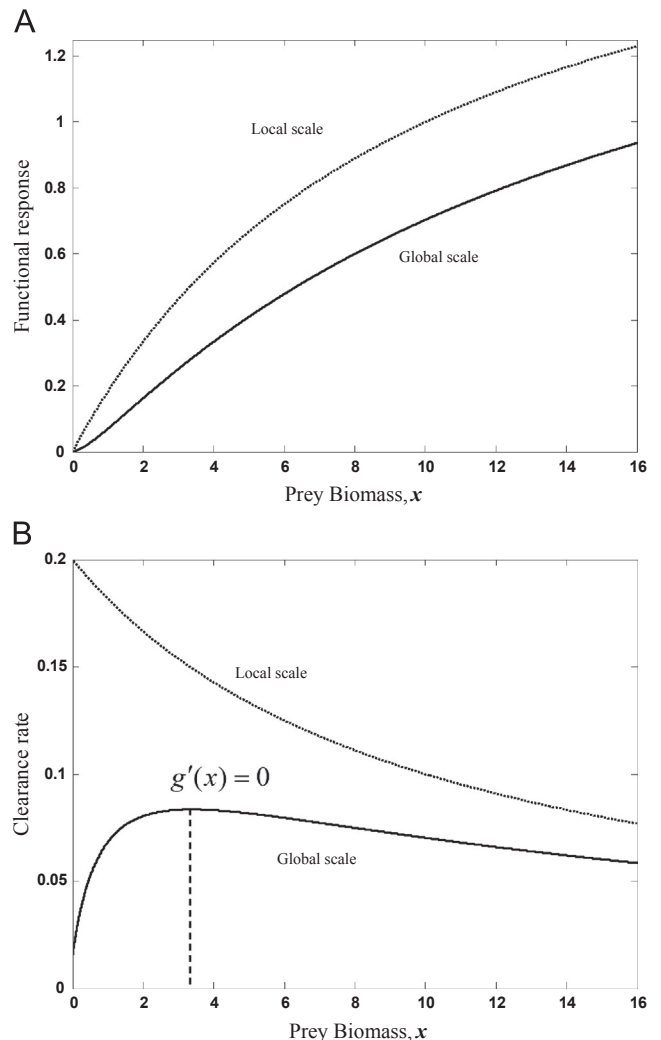 A
1.2
1
0.8
0.6
0.4
0.2
0
Functional response
Local scale
Global scale
0 2 4 6 8 10 12 14 16
Prey Biomass, x
B
0.2
0.15
0.1
0.05
0
Clearance rate
Local scale
g′(x) = 0
Global scale
0 2 4 6 8 10 12 14 16
Prey Biomass, x